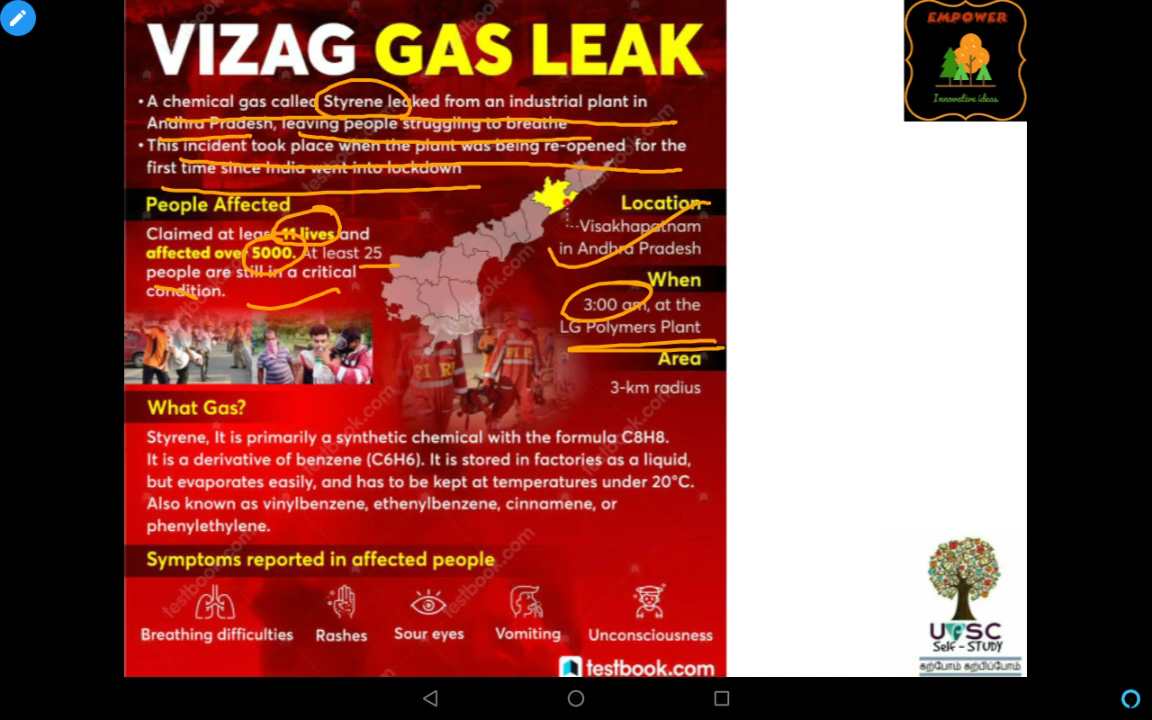 VIZAG GAS LEAK
• A chemical gas called Styrene leaked from an industrial plant in
Andhra Pradesh, leaving people struggling to breathe
• This incident took place when the plant was being re-opened for the
first time since India went into lockdown
People Affected
Claimed at least 11 lives and
affected over 5000. At least 25
people are still in a critical
condition.
Location
Visakhapatnam
in Andhra Pradesh
When
3:00 am, at the
LG Polymers Plant
Area
3-km radius
FIRE
What Gas?
Styrene, It is primarily a synthetic chemical with the formula C8H8.
It is a derivative of benzene (C6H6). It is stored in factories as a liquid,
but evaporates easily, and has to be kept at temperatures under 20°C.
Also known as vinylbenzene, ethenylbenzene, cinnamene, or
phenylethylene.
Symptoms reported in affected people
Breathing difficulties
Rashes
Sour eyes
Vomiting
Unconsciousness
testbook.com
EMPOWER
Innovative ideas
UPSC
Self - STUDY
கற்போம் கற்பிப்போம்